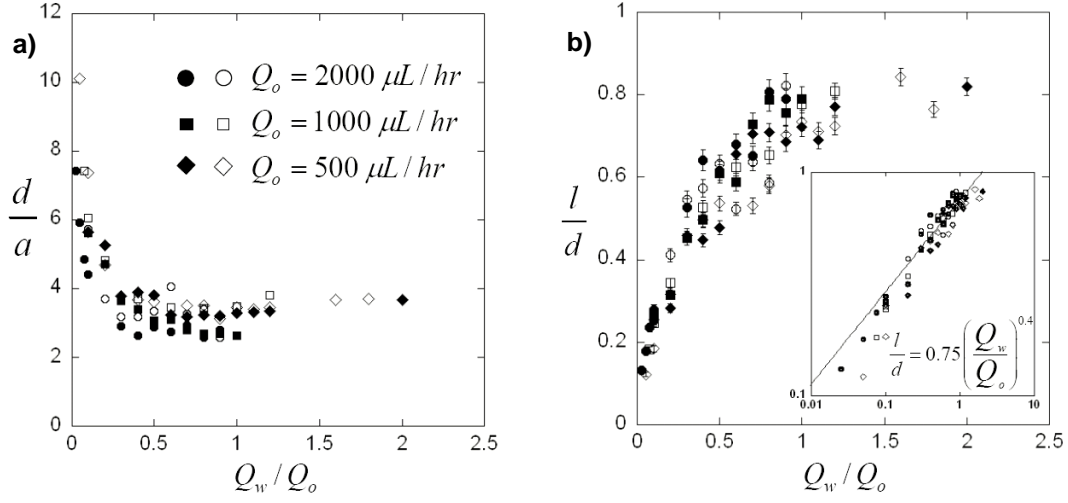 a)
12
10
8
6
4
2
0
d/a
Q_o = 2000 μL/hr
Q_o = 1000 μL/hr
Q_o = 500 μL/hr
0 0.5 1 1.5 2 2.5
Q_w/Q_o
b)
1
0.8
0.6
0.4
0.2
0
l/d
1
0.1
l/d = 0.75 (Q_w/Q_o)^0.4
0.01 0.1 1 10
0 0.5 1 1.5 2 2.5
Q_w/Q_o